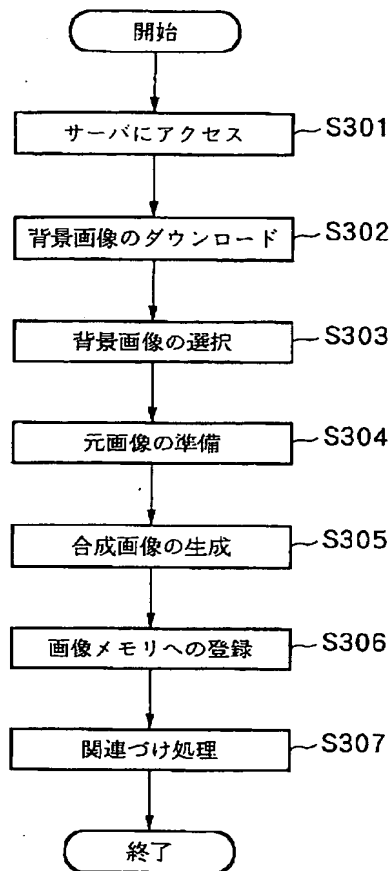 開始
サーバにアクセス S301
背景画像のダウンロード S302
背景画像の選択 S303
元画像の準備 S304
合成画像の生成 S305
画像メモリへの登録 S306
関連づけ処理 S307
終了